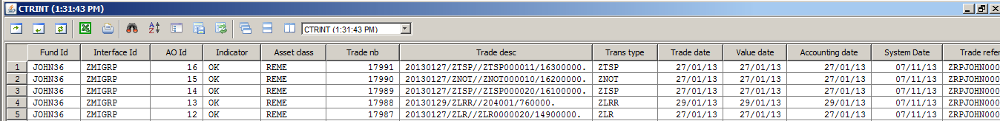 CTRINT (1:31:43 PM)
CTRINT (1:31:43 PM)
Fund Id Interface Id AO Id Indicator Asset class Trade nb Trade desc Trans type Trade date Value date Accounting date System Date Trade refer
1 JOHN36 ZMIGRP 16 OK REME 17991 20130127/ZTSP//ZTSP000011/16300000. ZTSP 27/01/13 27/01/13 27/01/13 07/11/13 ZRPJOHN000
2 JOHN36 ZMIGRP 15 OK REME 17990 20130127/ZNOT//ZNOT000010/16200000. ZNOT 27/01/13 27/01/13 27/01/13 07/11/13 ZRPJOHN000
3 JOHN36 ZMIGRP 14 OK REME 17989 20130127/ZISP//ZISP000020/16100000. ZISP 27/01/13 27/01/13 27/01/13 07/11/13 ZRPJOHN000
4 JOHN36 ZMIGRP 13 OK REME 17988 20130129/ZLRR//204001/760000. ZLRR 29/01/13 29/01/13 29/01/13 07/11/13 ZRPJOHN000
5 JOHN36 ZMIGRP 12 OK REME 17987 20130127/ZLR//ZLR0000020/14900000. ZLR 27/01/13 27/01/13 27/01/13 07/11/13 ZRPJOHN000